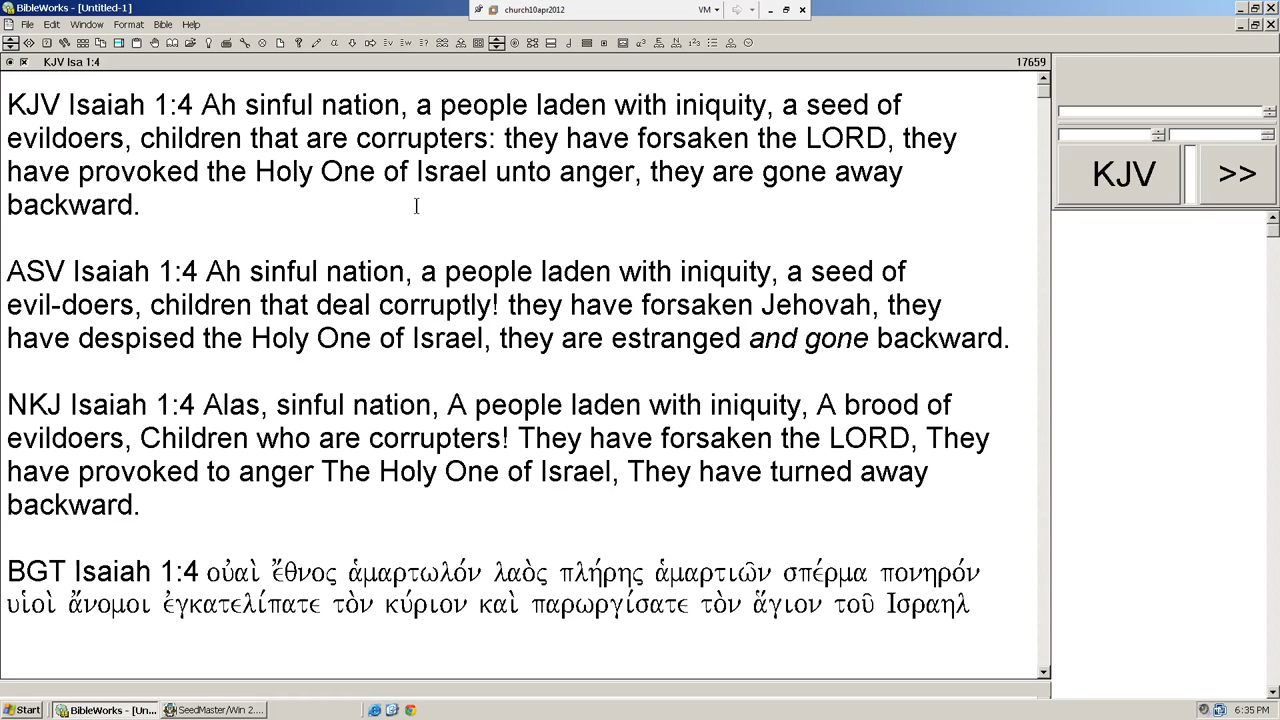 BibleWorks - [Untitled-1]
church10apr2012
VM
File Edit Window Format Bible Help
KJV Isa 1:4
17659
KJV Isaiah 1:4 Ah sinful nation, a people laden with iniquity, a seed of
evildoers, children that are corrupters: they have forsaken the LORD, they
have provoked the Holy One of Israel unto anger, they are gone away
backward.
ASV Isaiah 1:4 Ah sinful nation, a people laden with iniquity, a seed of
evil-doers, children that deal corruptly! they have forsaken Jehovah, they
have despised the Holy One of Israel, they are estranged and gone backward.
NKJ Isaiah 1:4 Alas, sinful nation, A people laden with iniquity, A brood of
evildoers, Children who are corrupters! They have forsaken the LORD, They
have provoked to anger The Holy One of Israel, They have turned away
backward.
BGT Isaiah 1:4 οὐαὶ ἔθνος ἁμαρτωλόν λαὸς πλήρης ἁμαρτιῶν σπέρμα πονηρόν
υἱοὶ ἄνομοι ἐγκατελίπατε τὸν κύριον καὶ παρωργίσατε τὸν ἅγιον τοῦ Ισραηλ
KJV >>
Start
BibleWorks - [Un...
SeedMaster/Win 2....
6:35 PM